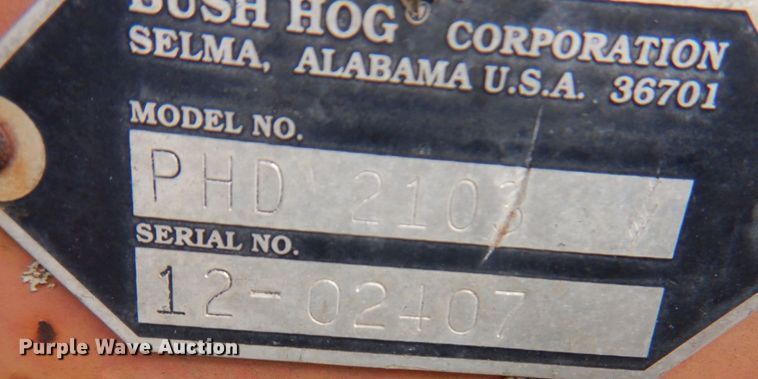 BUSH HOG® CORPORATION
SELMA, ALABAMA U.S.A. 36701
MODEL NO.
PHD 2103
SERIAL NO.
12-02407
Purple Wave Auction